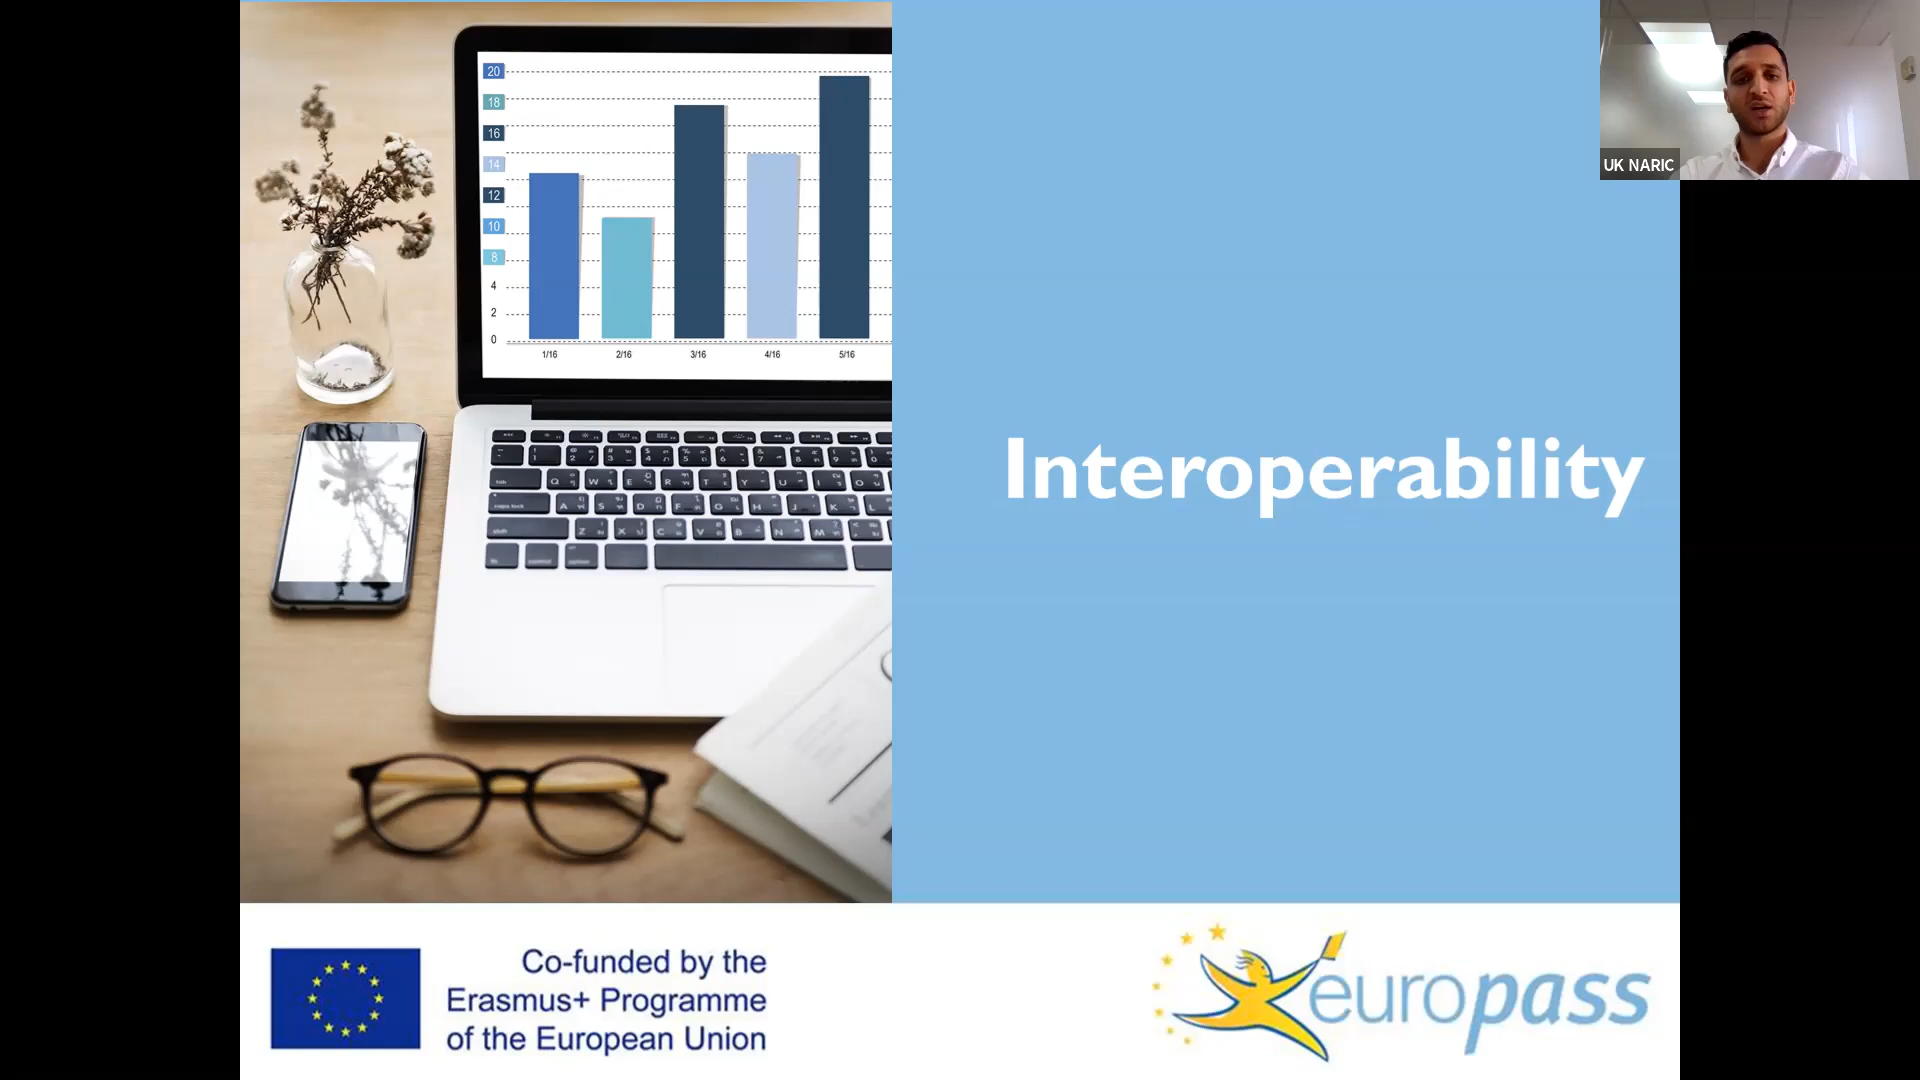 20
18
16
14
12
10
8
4
2
0
1/16
2/16
3/16
4/16
5/16
Interoperability
UK NARIC
Co-funded by the
Erasmus+ Programme
of the European Union
europass